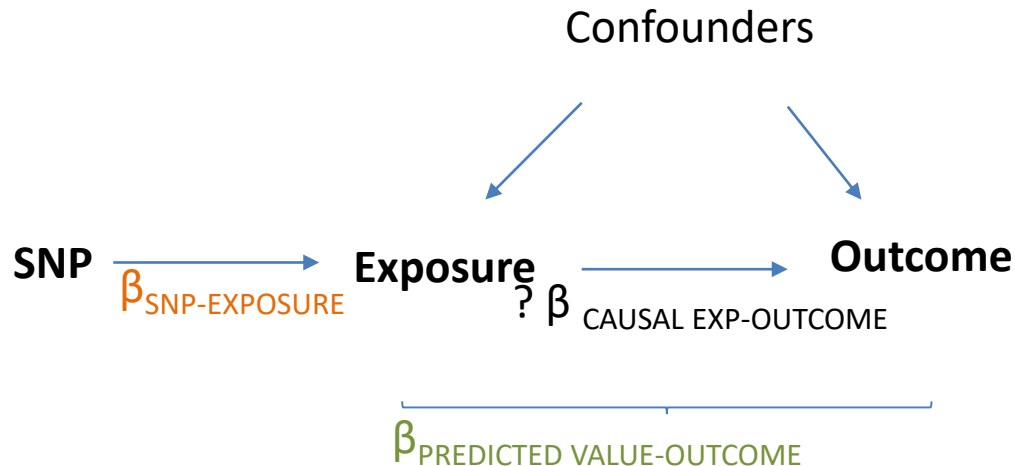 Confounders
SNP
Exposure
Outcome
βSNP-EXPOSURE
? β CAUSAL EXP-OUTCOME
βPREDICTED VALUE-OUTCOME